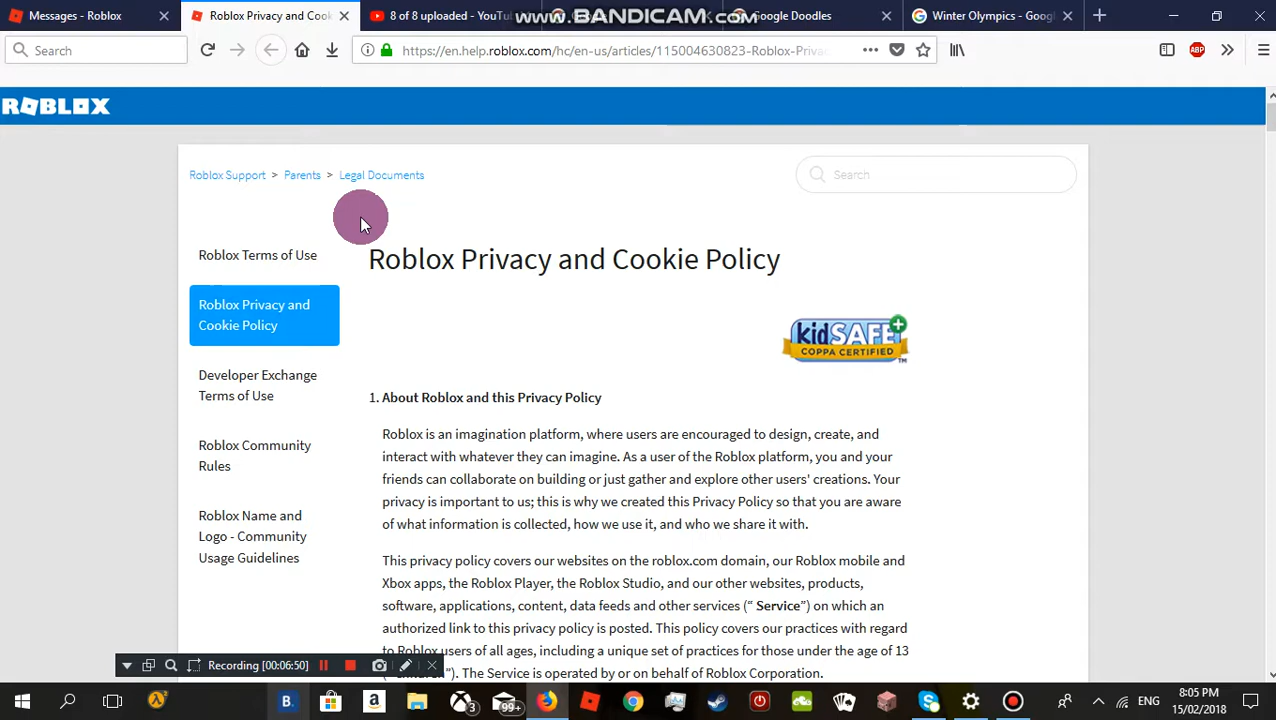 Messages - Roblox
Roblox Privacy and Cook
8 of 8 uploaded - YouTu
www.BANDICAM.com
Google Doodles
Winter Olympics - Goog
Search
https://en.help.roblox.com/hc/en-us/articles/115004630823-Roblox-Priva
ABP
ROBLOX
Roblox Support > Parents > Legal Documents
Search
Roblox Terms of Use
Roblox Privacy and
Cookie Policy
Developer Exchange
Terms of Use
Roblox Community
Rules
Roblox Name and
Logo - Community
Usage Guidelines
Roblox Privacy and Cookie Policy
kidSAFE
COPPA CERTIFIED
TM
1. About Roblox and this Privacy Policy
Roblox is an imagination platform, where users are encouraged to design, create, and
interact with whatever they can imagine. As a user of the Roblox platform, you and your
friends can collaborate on building or just gather and explore other users' creations. Your
privacy is important to us; this is why we created this Privacy Policy so that you are aware
of what information is collected, how we use it, and who we share it with.
This privacy policy covers our websites on the roblox.com domain, our Roblox mobile and
Xbox apps, the Roblox Player, the Roblox Studio, and our other websites, products,
software, applications, content, data feeds and other services (“ Service”) on which an
authorized link to this privacy policy is posted. This policy covers our practices with regard
to Roblox users of all ages, including a unique set of practices for those under the age of 13
). The Service is operated by or on behalf of Roblox Corporation.
Recording [00:06:50]
B.
a
3
99+
ENG
8:05 PM
15/02/2018